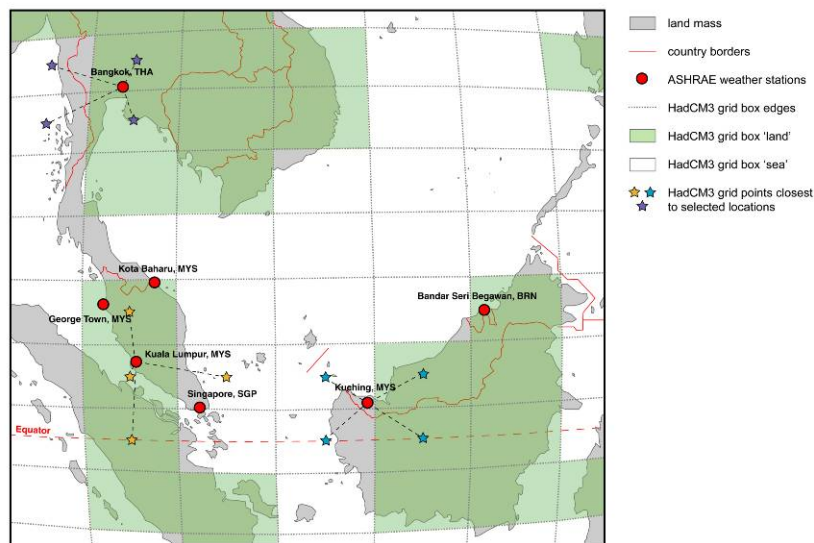 Bangkok, THA
Kota Baharu, MYS
George Town, MYS
Bandar Seri Begawan, BRN
Kuala Lumpur, MYS
Kuching, MYS
Singapore, SGP
Equator
land mass
country borders
ASHRAE weather stations
HadCM3 grid box edges
HadCM3 grid box ‘land’
HadCM3 grid box ‘sea’
HadCM3 grid points closest
to selected locations